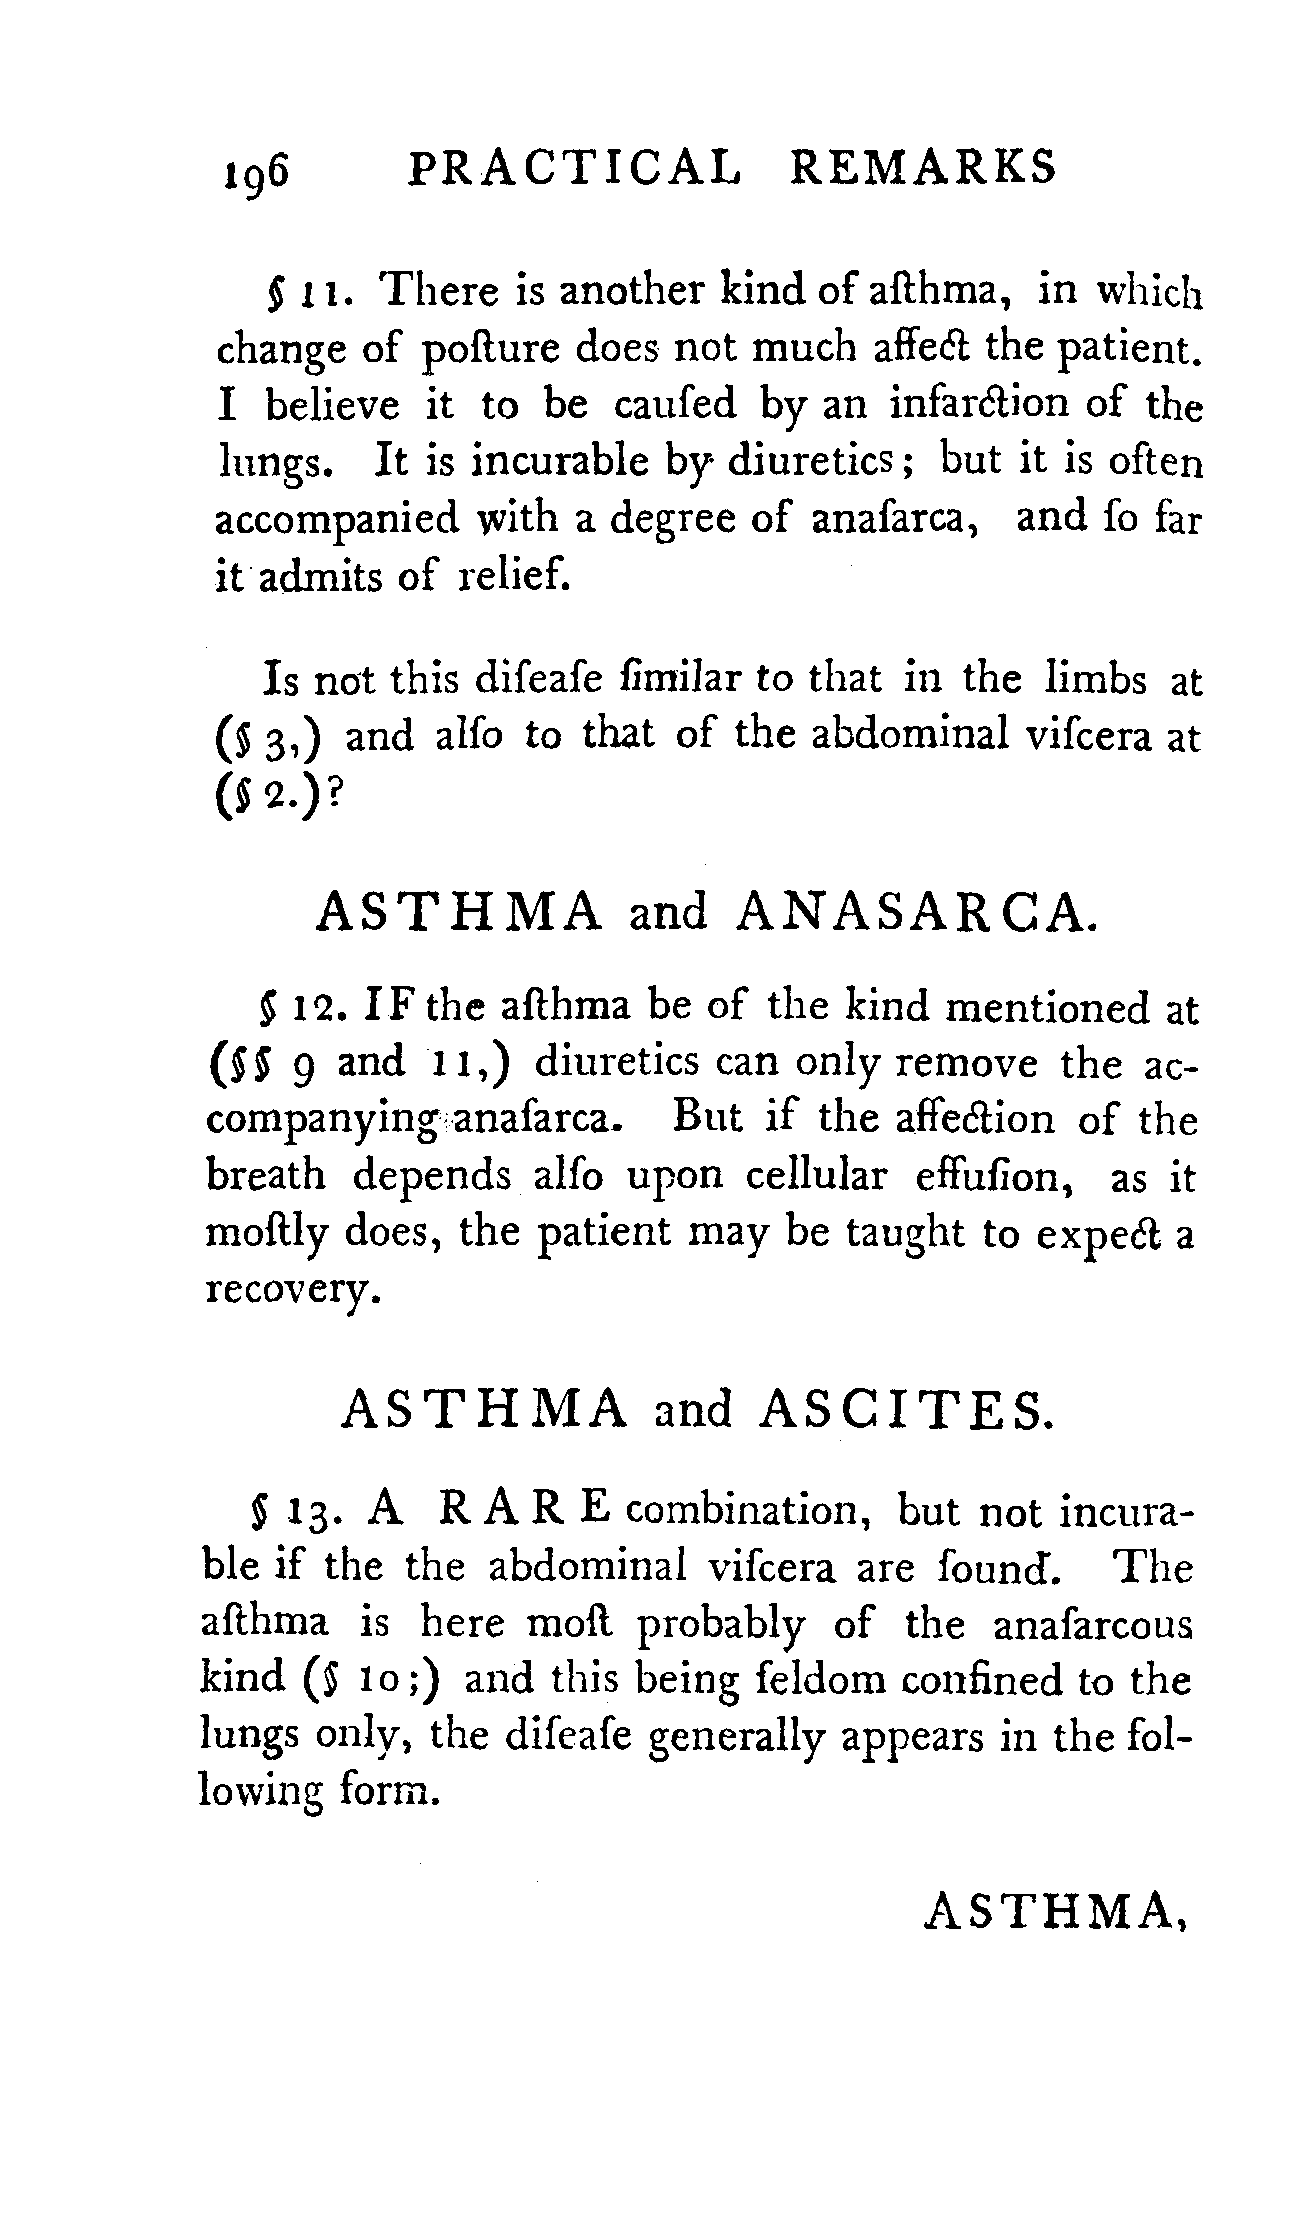 196 PRACTICAL REMARKS
§ 11. There is another kind of aſthma, in which
change of poſture does not much affect the patient.
I believe it to be cauſed by an infarction of the
lungs. It is incurable by diuretics; but it is often
accompanied with a degree of anaſarca, and ſo far
it admits of relief.
Is not this diſeaſe ſimilar to that in the limbs at
(§ 3,) and alſo to that of the abdominal viſcera at
(§ 2.)?
ASTHMA and ANASARCA.
§ 12. IF the aſthma be of the kind mentioned at
(§§ 9 and 11,) diuretics can only remove the ac-
companying anaſarca. But if the affection of the
breath depends alſo upon cellular effuſion, as it
moſtly does, the patient may be taught to expect a
recovery.
ASTHMA and ASCITES.
§ 13. A RARE combination, but not incura-
ble if the the abdominal viſcera are ſound. The
aſthma is here moſt probably of the anaſarcous
kind (§ 10;) and this being ſeldom confined to the
lungs only, the diſeaſe generally appears in the fol-
lowing form.
ASTHMA,